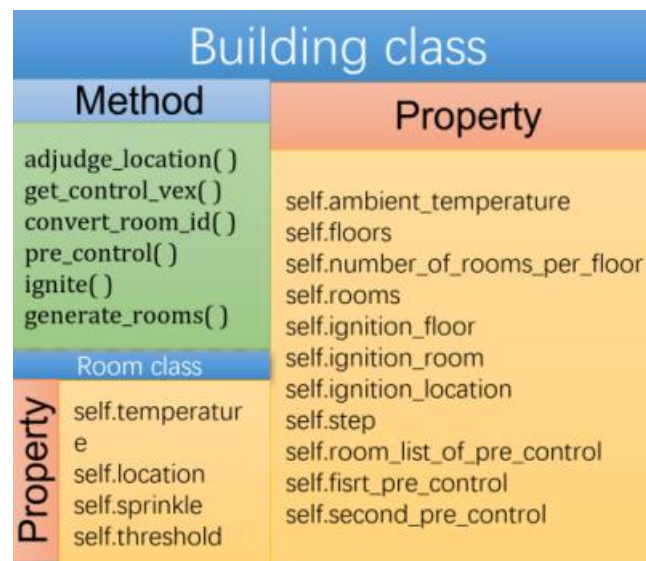 Building class
Method
adjudge_location( )
get_control_vex( )
convert_room_id( )
pre_control( )
ignite( )
generate_rooms( )
Property
self.ambient_temperature
self.floors
self.number_of_rooms_per_floor
self.rooms
self.ignition_floor
self.ignition_room
self.ignition_location
self.step
self.room_list_of_pre_control
self.fisrt_pre_control
self.second_pre_control
Room class
Property
self.temperatur
e
self.location
self.sprinkle
self.threshold